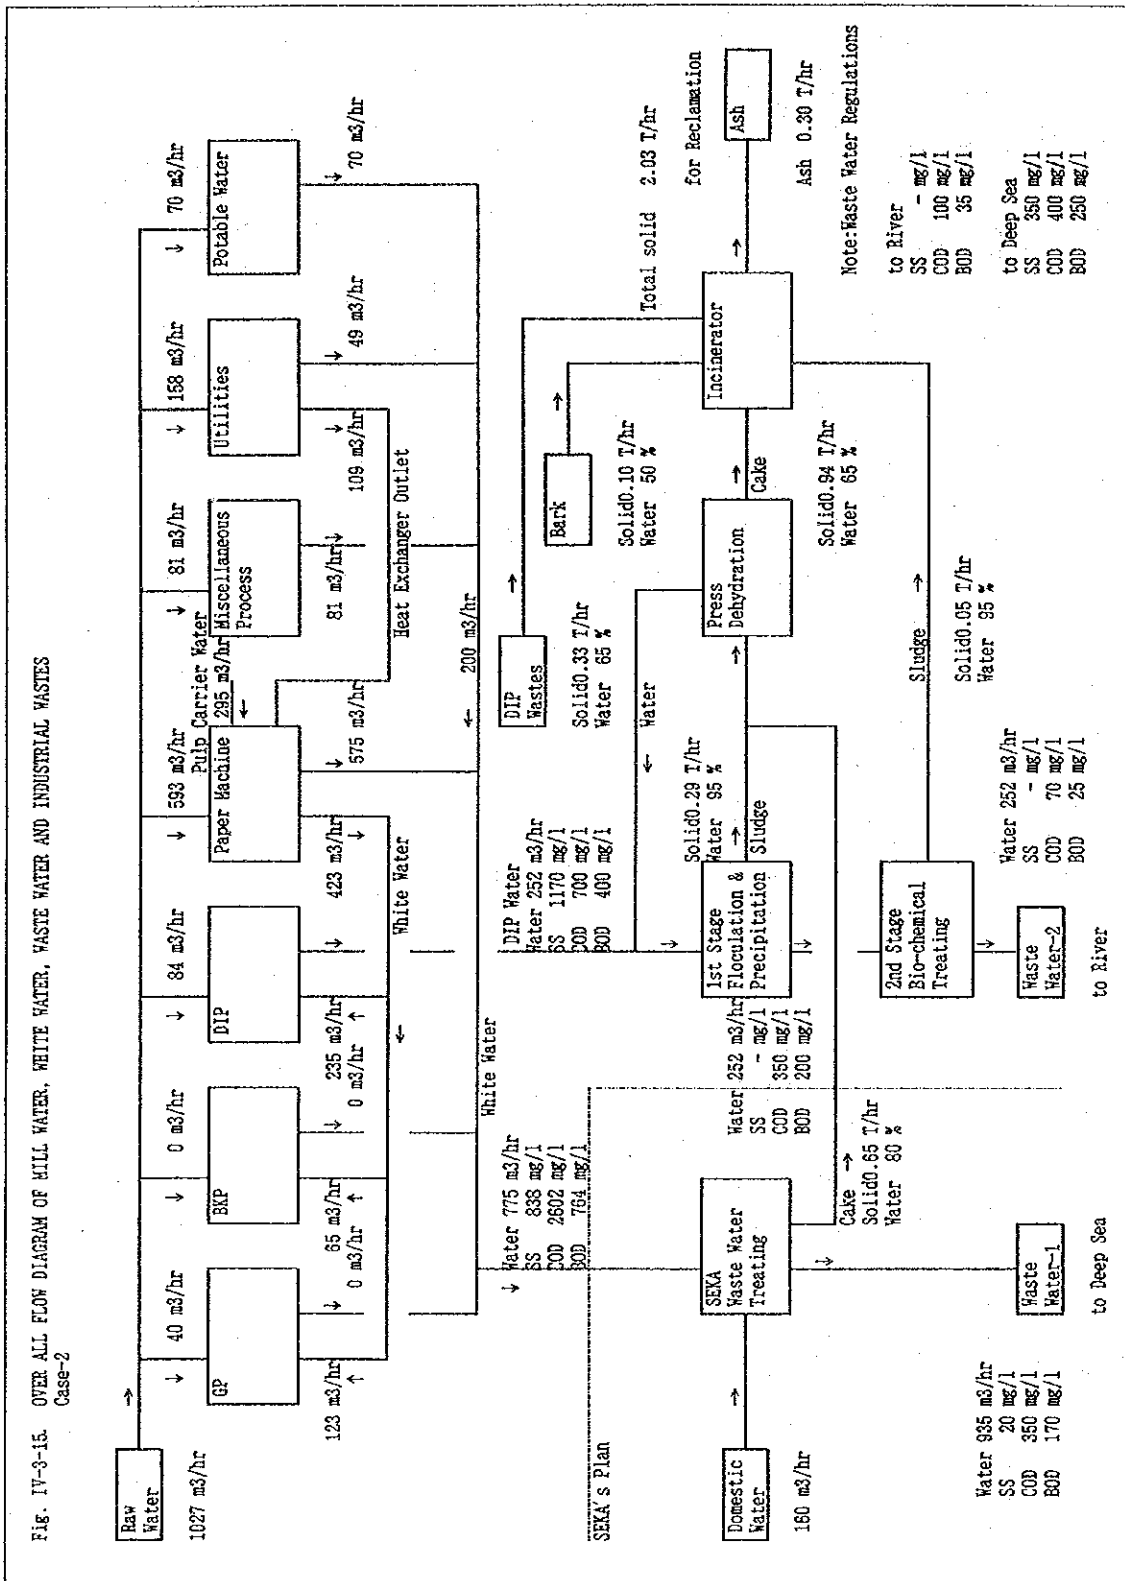 Fig. IV-3-15. OVER ALL FLOW DIAGRAM OF MILL WATER, WHITE WATER, WASTE WATER AND INDUSTRIAL WASTES
Case-2
Raw
Water
1027 m3/hr
→
40 m3/hr
↓
GP
0 m3/hr
↓
BKP
84 m3/hr
↓
DIP
593 m3/hr
↓
Paper Machine
Pulp Carrier Water
295 m3/hr
←
81 m3/hr
↓
Miscellaneous
Process
158 m3/hr
↓
Utilities
70 m3/hr
↓
Potable Water
123 m3/hr
↑
↓
0 m3/hr
65 m3/hr
↑
↓
0 m3/hr
235 m3/hr
↑
↓
423 m3/hr
↓
575 m3/hr
↓
81 m3/hr
↓
109 m3/hr
↓
49 m3/hr
↓
70 m3/hr
↓
←
White Water
Heat Exchanger Outlet
White Water
←
200 m3/hr
↓
Water 775 m3/hr
SS 838 mg/l
COD 2602 mg/l
BOD 764 mg/l
DIP Water
Water 252 m3/hr
SS 1170 mg/l
COD 700 mg/l
BOD 400 mg/l
DIP
Wastes
→
Solid0.33 T/hr
Water 65 %
Bark
→
Solid0.10 T/hr
Water 50 %
Total solid 2.03 T/hr
SEKA's Plan
Domestic
Water
160 m3/hr
→
SEKA
Waste Water
Treating
Water 252 m3/hr
SS - mg/l
COD 350 mg/l
BOD 200 mg/l
↓
1st Stage
Floculation &
Precipitation
Solid0.29 T/hr
Water 95 %
→
Sludge
←
Water
→
Press
Dehydration
→
Cake
Solid0.94 T/hr
Water 65 %
Incinerator
→
Ash
for Reclamation
Ash 0.30 T/hr
Cake →
Solid0.65 T/hr
Water 80 %
↓
↓
2nd Stage
Bio-chemical
Treating
Sludge →
Solid0.05 T/hr
Water 95 %
↓
Water 935 m3/hr
SS 20 mg/l
COD 350 mg/l
BOD 170 mg/l
Waste
Water-1
to Deep Sea
Waste
Water-2
to River
Water 252 m3/hr
SS - mg/l
COD 70 mg/l
BOD 25 mg/l
Note:Waste Water Regulations
to River
SS - mg/l
COD 100 mg/l
BOD 35 mg/l
to Deep Sea
SS 350 mg/l
COD 400 mg/l
BOD 250 mg/l